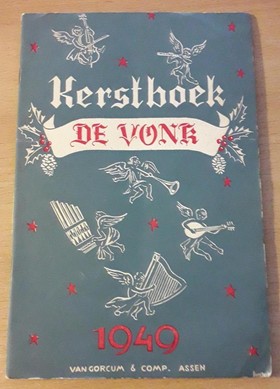 Kerstboek
DE VONK
1949
VAN GORCUM & COMP. ASSEN